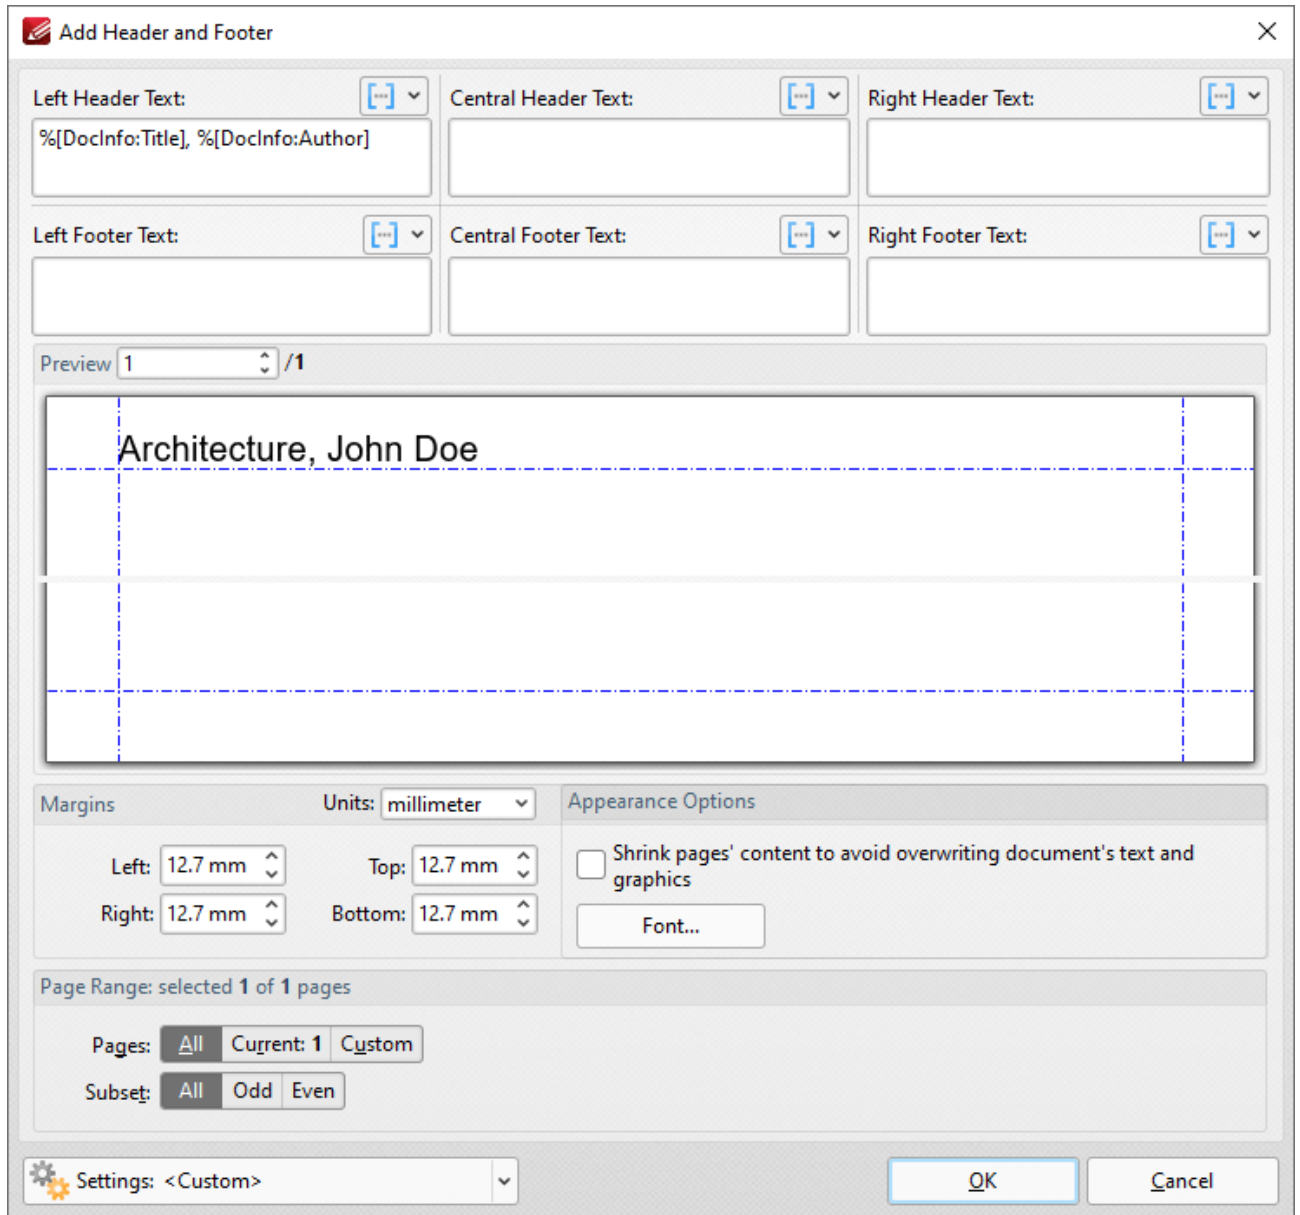 Add Header and Footer
Left Header Text:
Central Header Text:
Right Header Text:
%[DocInfo:Title], %[DocInfo:Author]
Left Footer Text:
Central Footer Text:
Right Footer Text:
Preview 1 /1
Architecture, John Doe
Margins
Units: millimeter
Left: 12.7 mm
Top: 12.7 mm
Right: 12.7 mm
Bottom: 12.7 mm
Appearance Options
Shrink pages' content to avoid overwriting document's text and
graphics
Font...
Page Range: selected 1 of 1 pages
Pages: All Current: 1 Custom
Subset: All Odd Even
Settings: <Custom>
OK
Cancel